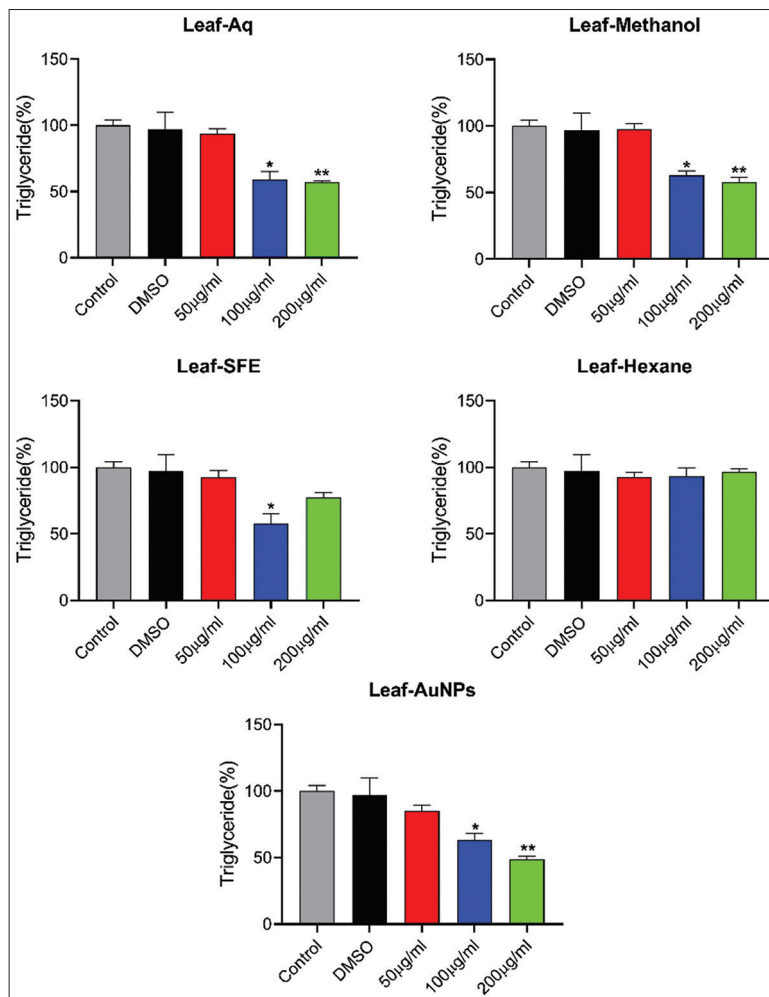 Leaf-Aq
Triglyceride(%)
150
100
50
0
*
**
Control
DMSO
50µg/ml
100µg/ml
200µg/ml
Leaf-Methanol
Triglyceride(%)
150
100
50
0
*
**
Control
DMSO
50µg/ml
100µg/ml
200µg/ml
Leaf-SFE
Triglyceride(%)
150
100
50
0
*
Control
DMSO
50µg/ml
100µg/ml
200µg/ml
Leaf-Hexane
Triglyceride(%)
150
100
50
0
Control
DMSO
50µg/ml
100µg/ml
200µg/ml
Leaf-AuNPs
Triglyceride(%)
150
100
50
0
*
**
Control
DMSO
50µg/ml
100µg/ml
200µg/ml